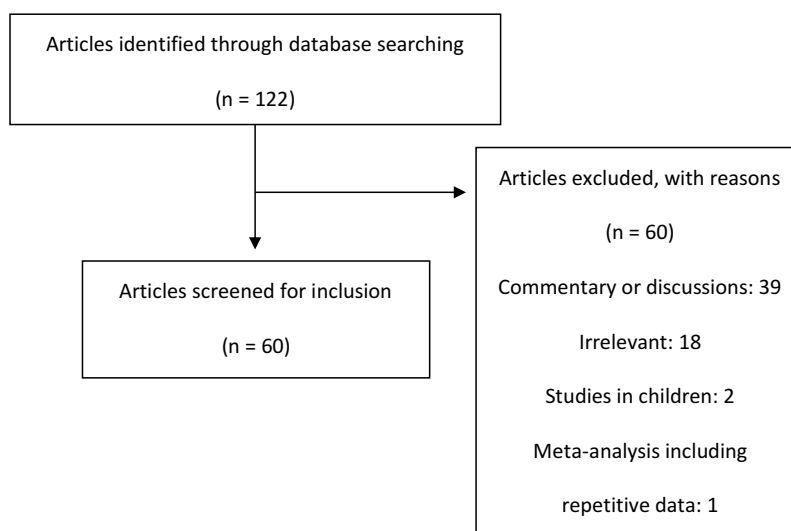 Articles identified through database searching
(n = 122)
Articles excluded, with reasons
(n = 60)
Commentary or discussions: 39
Irrelevant: 18
Studies in children: 2
Meta-analysis including
repetitive data: 1
Articles screened for inclusion
(n = 60)